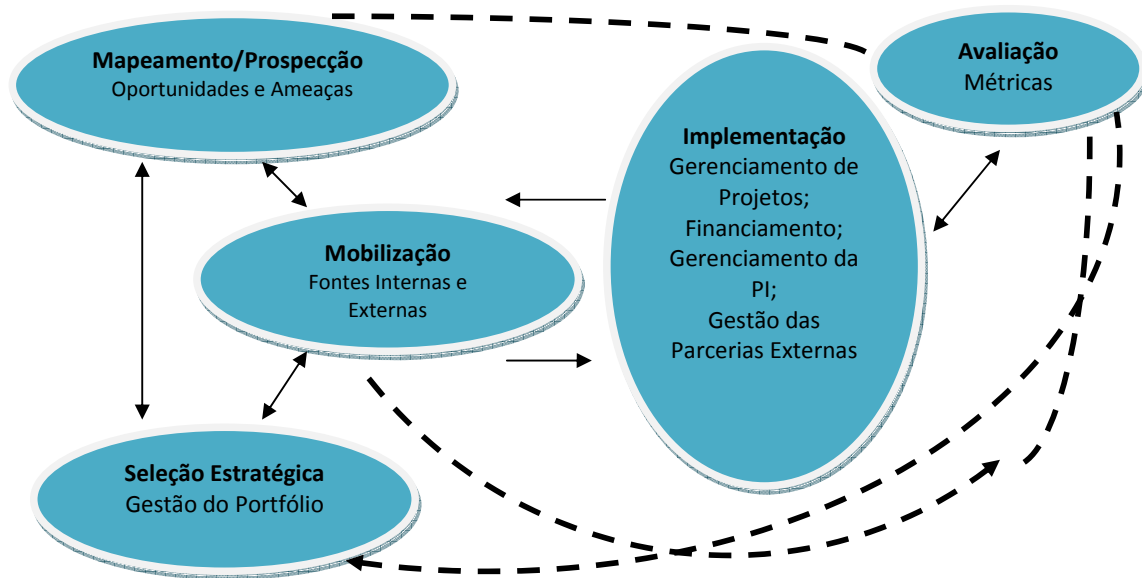 Mapeamento/Prospecção
Oportunidades e Ameaças
Avaliação
Métricas
Implementação
Gerenciamento de
Projetos;
Financiamento;
Gerenciamento da
PI;
Gestão das
Parcerias Externas
Mobilização
Fontes Internas e
Externas
Seleção Estratégica
Gestão do Portfólio